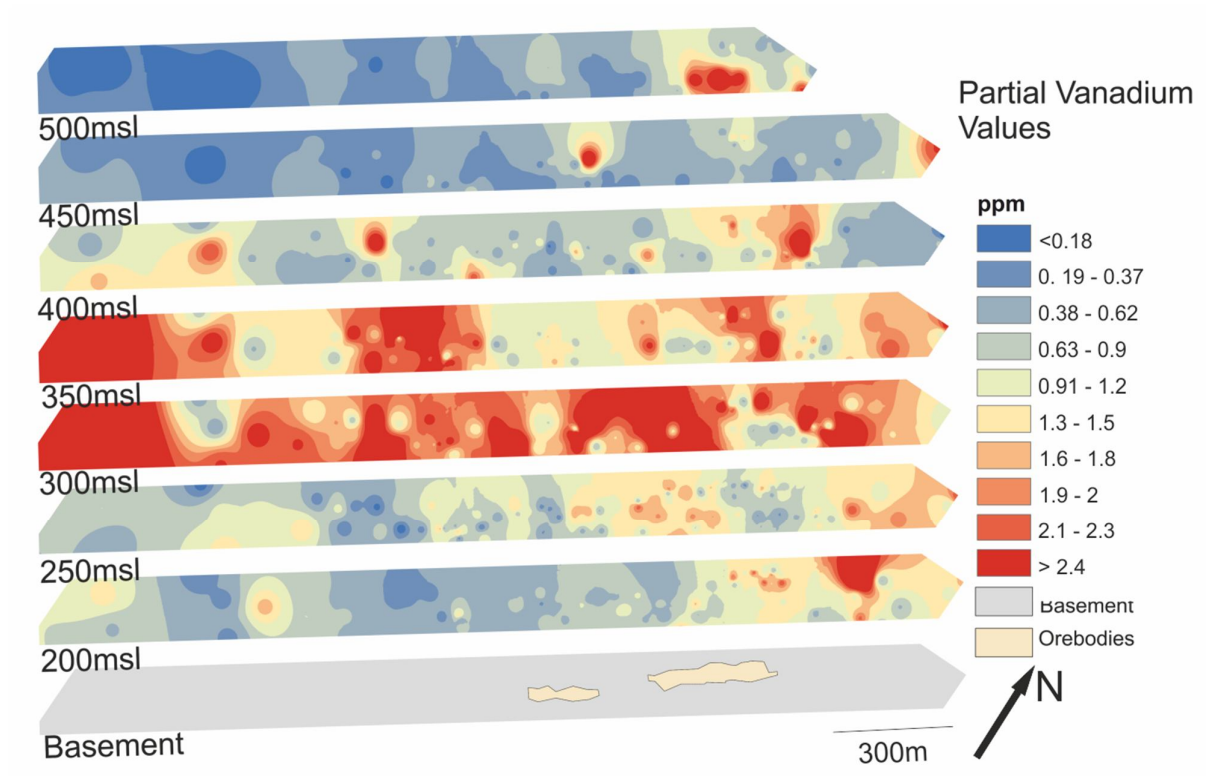 Partial Vanadium
Values
ppm
<0.18
0. 19 - 0.37
0.38 - 0.62
0.63 - 0.9
0.91 - 1.2
1.3 - 1.5
1.6 - 1.8
1.9 - 2
2.1 - 2.3
> 2.4
Basement
Orebodies
500msl
450msl
400msl
350msl
300msl
250msl
200msl
Basement
N
300m